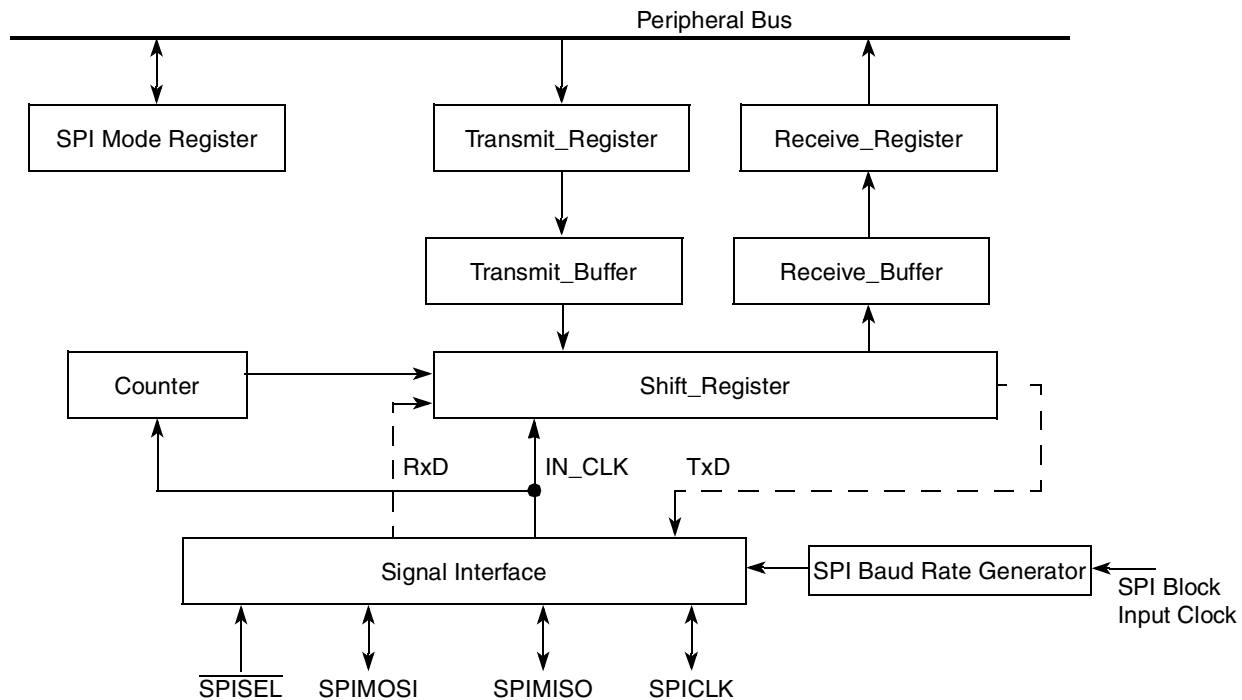 Peripheral Bus
SPI Mode Register
Transmit_Register
Receive_Register
Transmit_Buffer
Receive_Buffer
Counter
Shift_Register
RxD
IN_CLK
TxD
Signal Interface
SPI Baud Rate Generator
SPI Block
Input Clock
SPISEL
SPIMOSI
SPIMISO
SPICLK